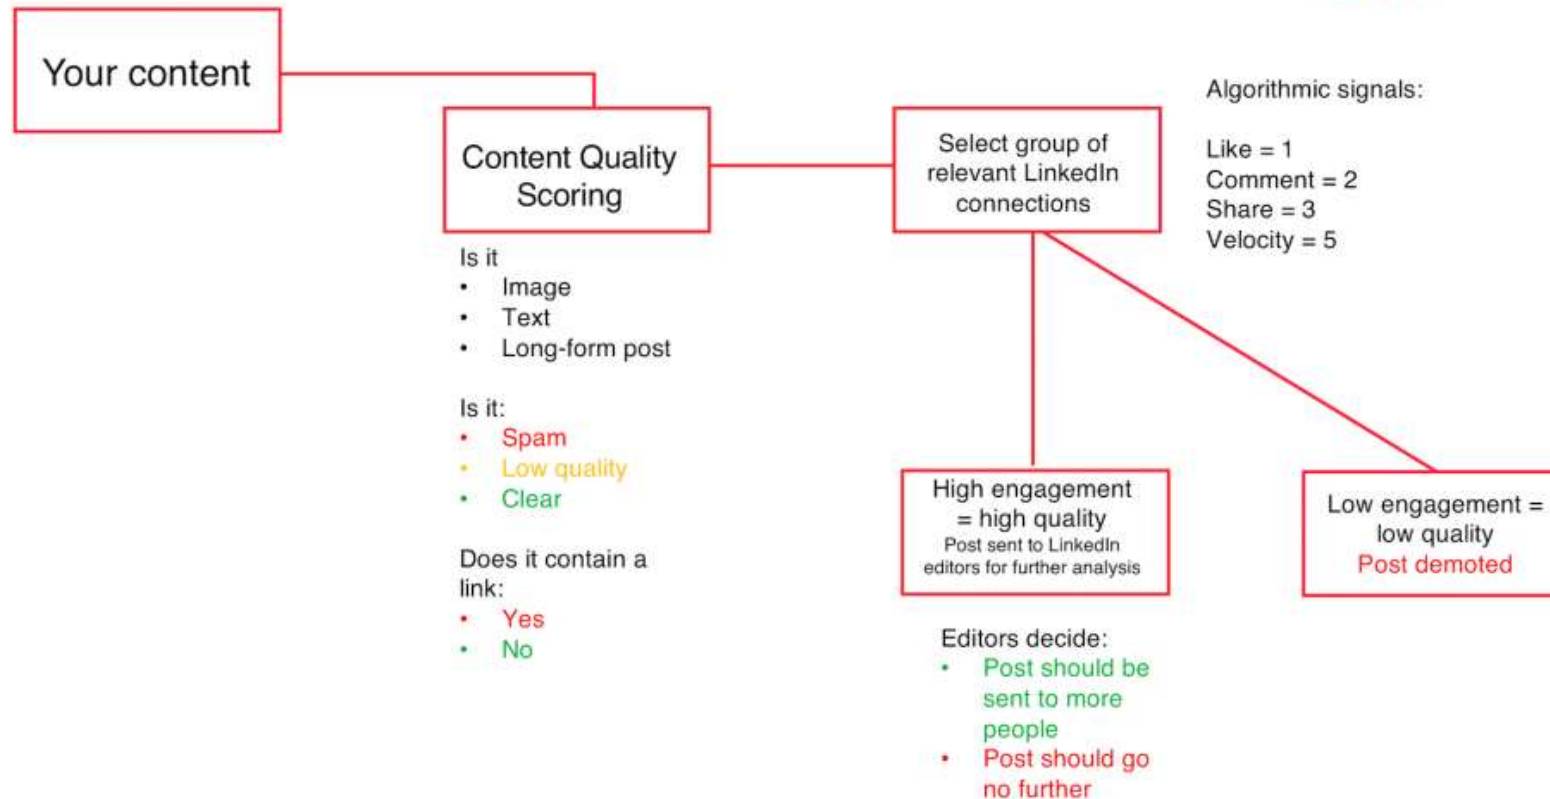 Your content
Content Quality
Scoring
Is it
• Image
• Text
• Long-form post
Is it:
• Spam
• Low quality
• Clear
Does it contain a
link:
• Yes
• No
Select group of
relevant LinkedIn
connections
Algorithmic signals:
Like = 1
Comment = 2
Share = 3
Velocity = 5
High engagement
= high quality
Post sent to LinkedIn
editors for further analysis
Editors decide:
• Post should be
sent to more
people
• Post should go
no further
Low engagement =
low quality
Post demoted